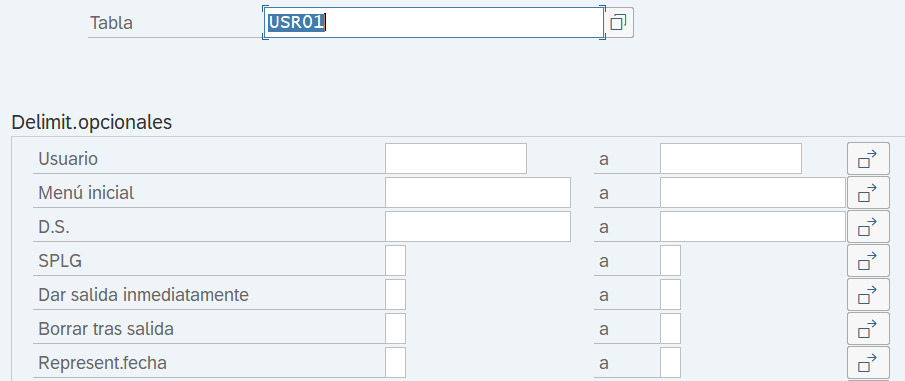 Tabla USR01
Delimit.opcionales
Usuario a
Menú inicial a
D.S. a
SPLG a
Dar salida inmediatamente a
Borrar tras salida a
Represent.fecha a